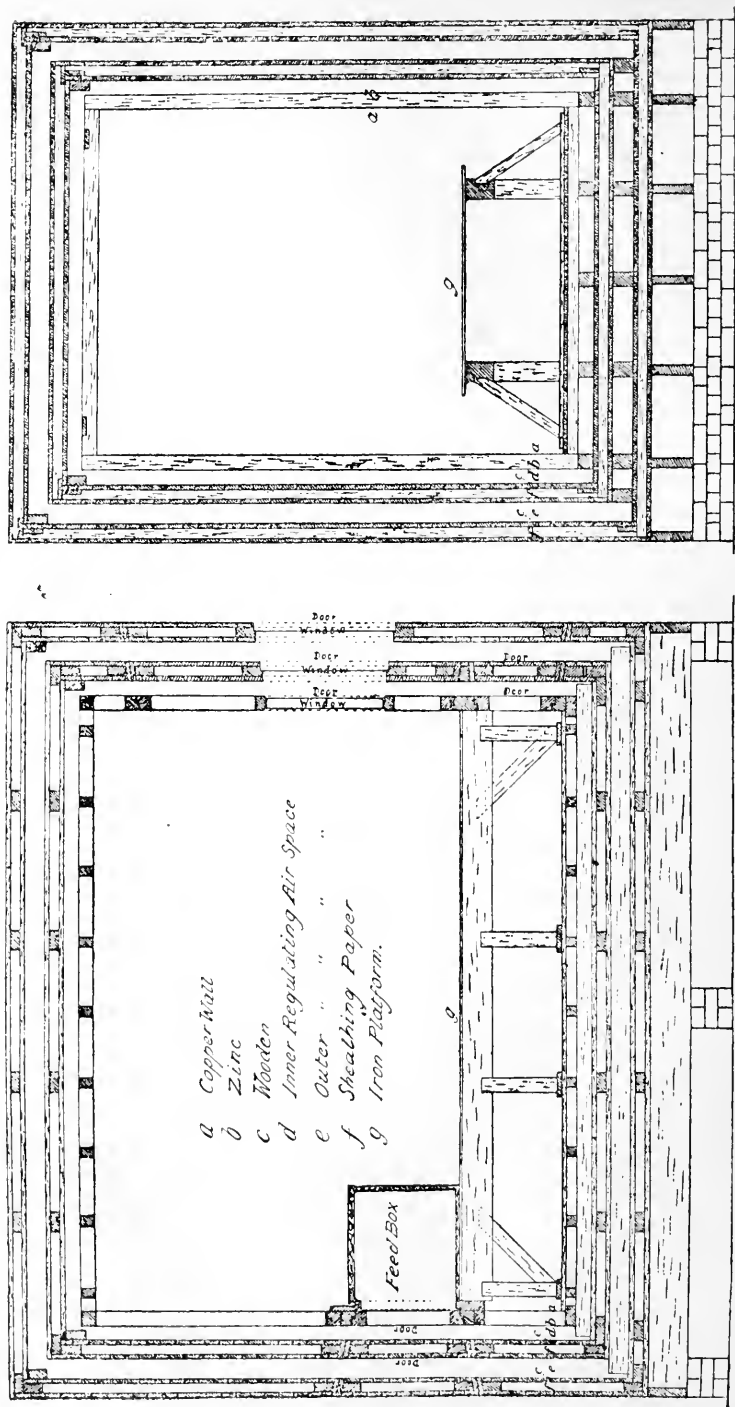 a b
g
c c
f e f d b a
Door
Window
Door
Window
Door
Door
Window
Door
a Copper Wall
b Zinc
c Wooden
d Inner Regulating Air Space
e Outer " " "
f Sheathing Paper
g Iron Platform.
g
Feed Box
Door
Door
c c
f e f d b a